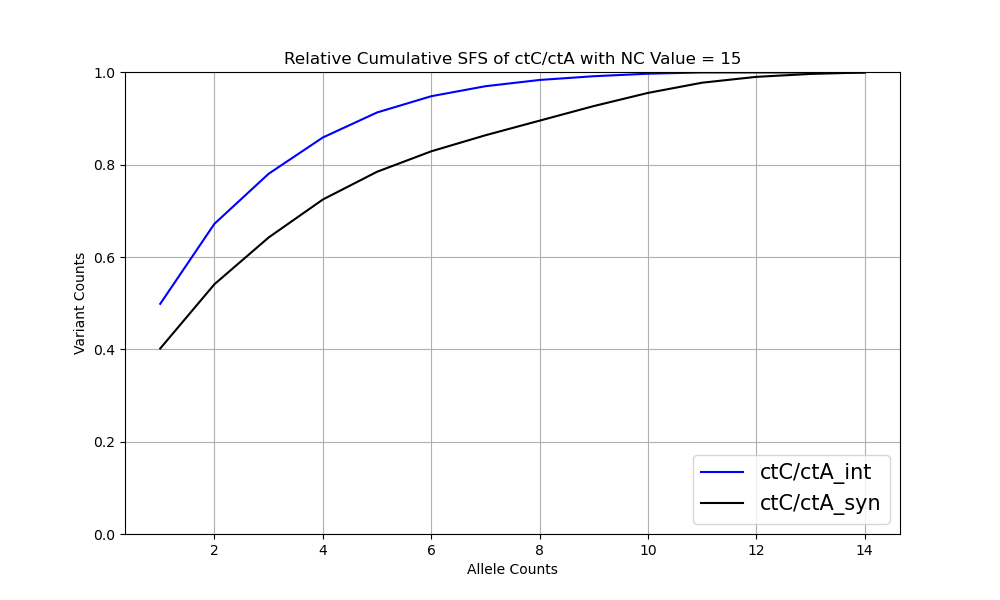 Relative Cumulative SFS of ctC/ctA with NC Value = 15
1.0
0.8
0.6
0.4
0.2
0.0
Variant Counts
ctC/ctA_int
ctC/ctA_syn
2 4 6 8 10 12 14
Allele Counts